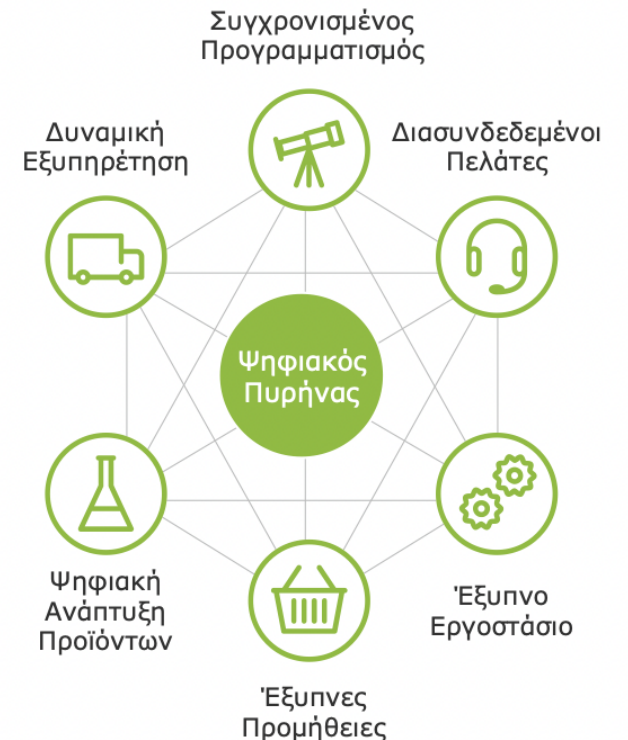 Συγχρονισμένος
Προγραμματισμός
Δυναμική
Εξυπηρέτηση
Διασυνδεδεμένοι
Πελάτες
Ψηφιακός
Πυρήνας
Ψηφιακή
Ανάπτυξη
Προϊόντων
Έξυπνο
Εργοστάσιο
Έξυπνες
Προμήθειες